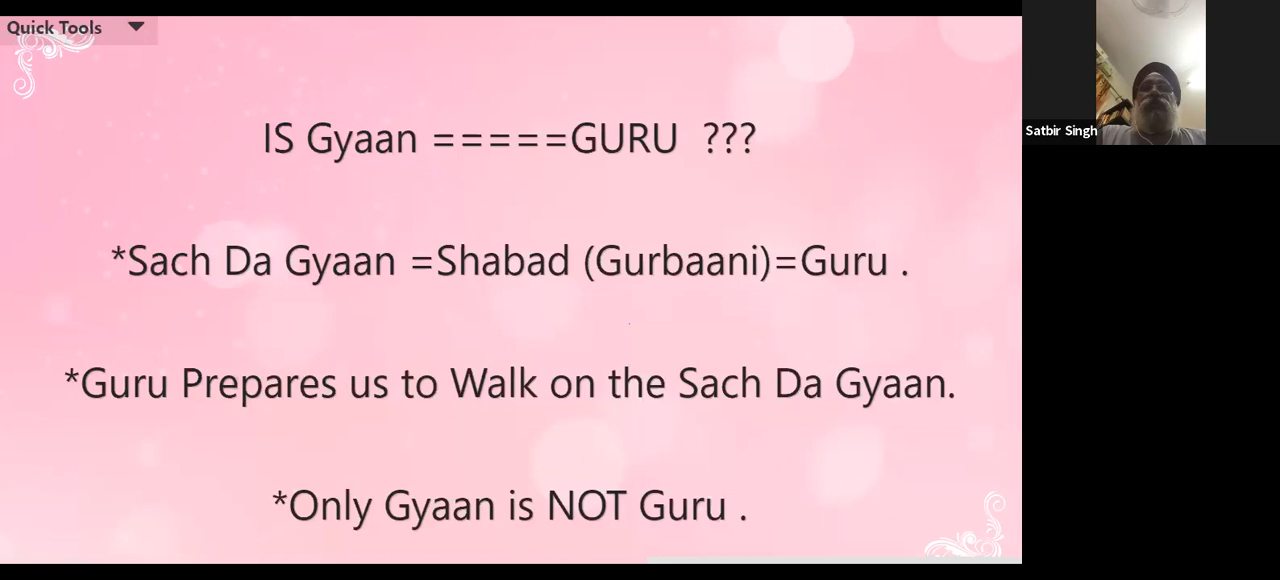 Quick Tools
IS Gyaan =====GURU ???
*Sach Da Gyaan =Shabad (Gurbaani)=Guru .
*Guru Prepares us to Walk on the Sach Da Gyaan.
*Only Gyaan is NOT Guru .
Satbir Singh